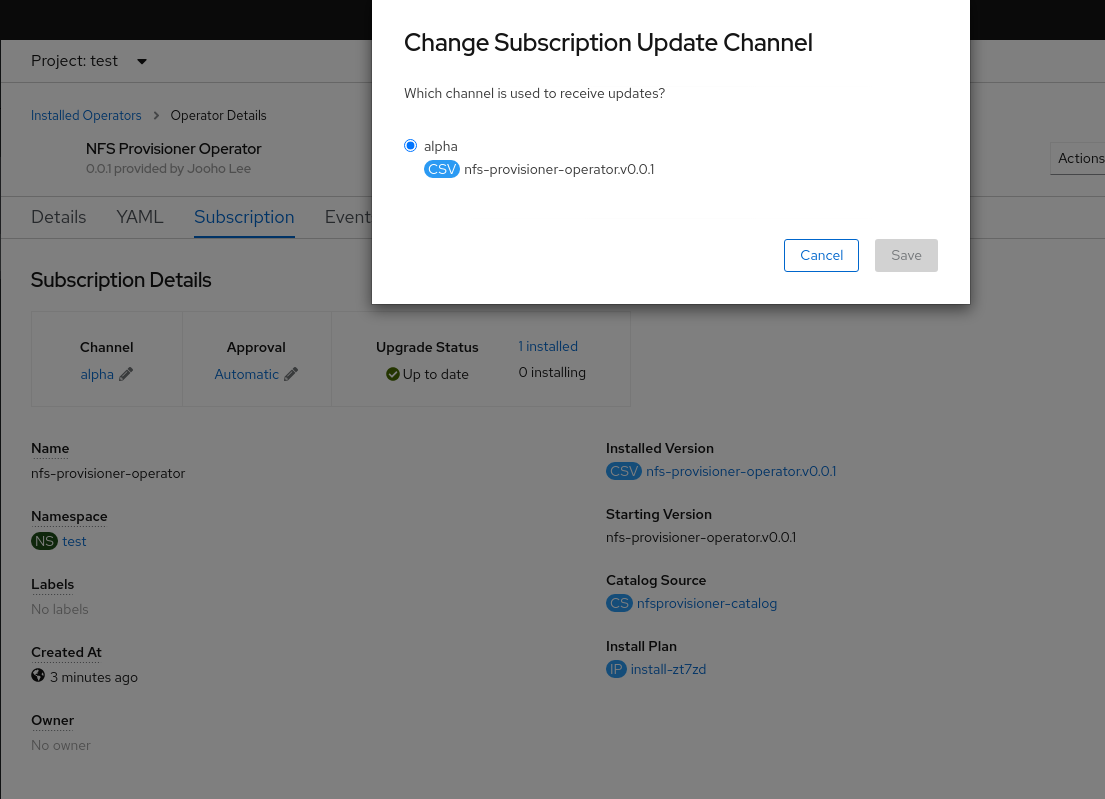 Change Subscription Update Channel
Which channel is used to receive updates?
alpha
CSV nfs-provisioner-operator.v0.0.1
Cancel Save
Project: test
Installed Operators > Operator Details
NFS Provisioner Operator
0.0.1 provided by Jooho Lee
Actions
Details YAML Subscription Event
Subscription Details
Channel Approval Upgrade Status 1 installed
alpha Automatic Up to date 0 installing
Name
nfs-provisioner-operator
Namespace
NS test
Labels
No labels
Created At
3 minutes ago
Owner
No owner
Installed Version
CSV nfs-provisioner-operator.v0.0.1
Starting Version
nfs-provisioner-operator.v0.0.1
Catalog Source
CS nfsprovisioner-catalog
Install Plan
IP install-zt7zd